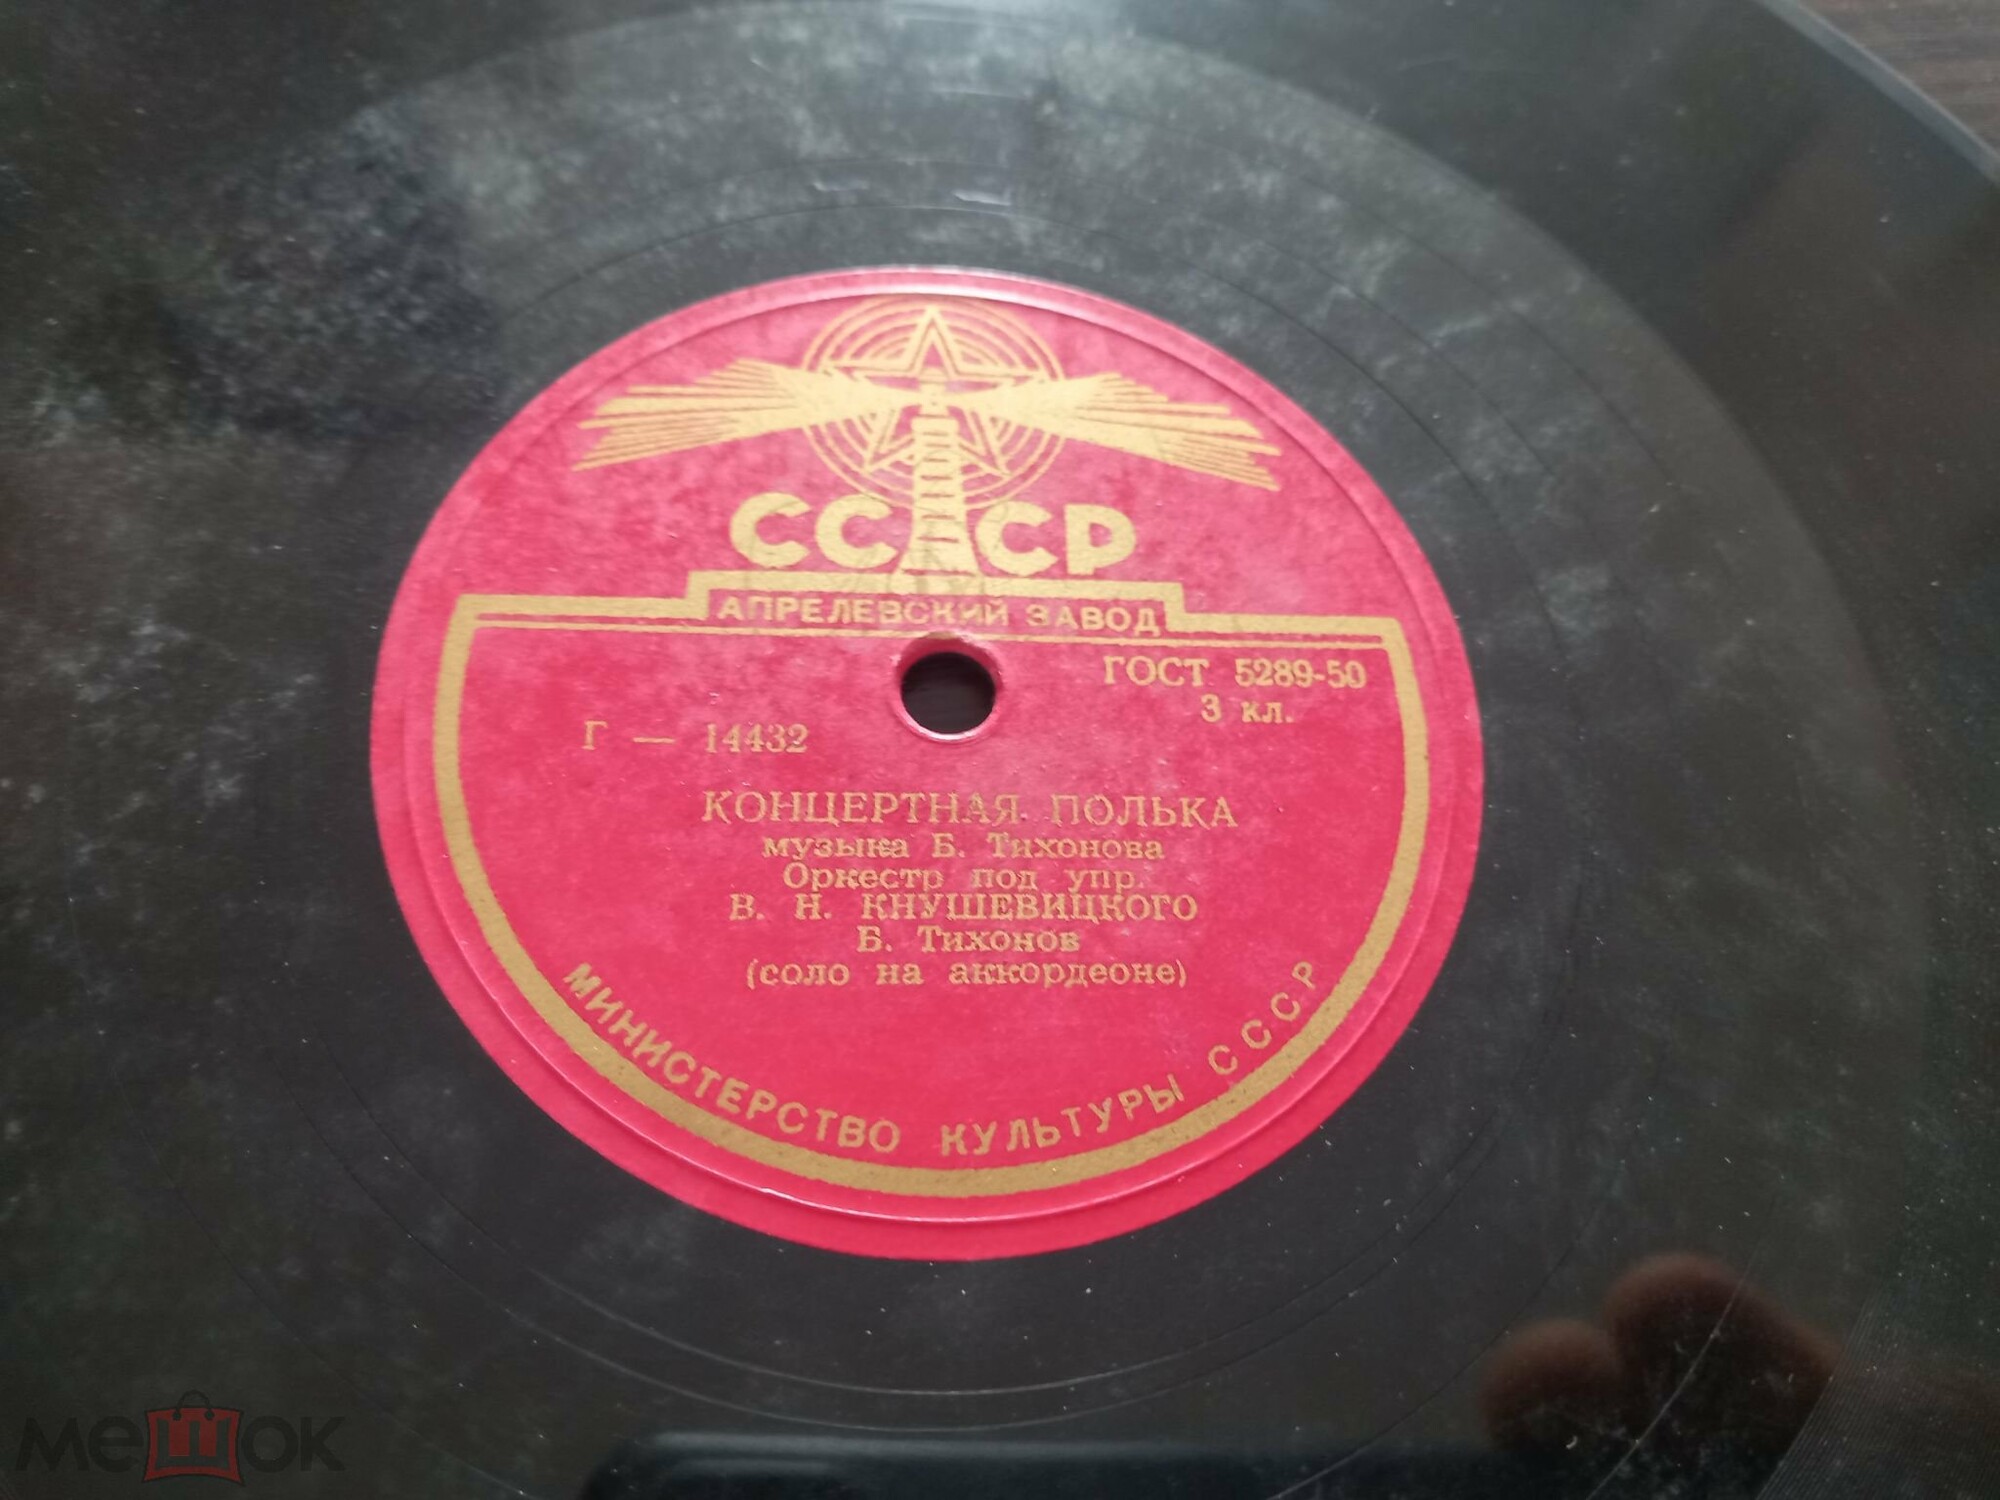 СССР
АПРЕЛЕВСКИЙ ЗАВОД
ГОСТ 5289-50
3 кл.
Г — 14432
КОНЦЕРТНАЯ ПОЛЬКА
музыка Б. Тихонова
Оркестр под упр.
В. Н. КНУШЕВИЦКОГО
Б. Тихонов
(соло на аккордеоне)
МИНИСТЕРСТВО КУЛЬТУРЫ СССР
мешок